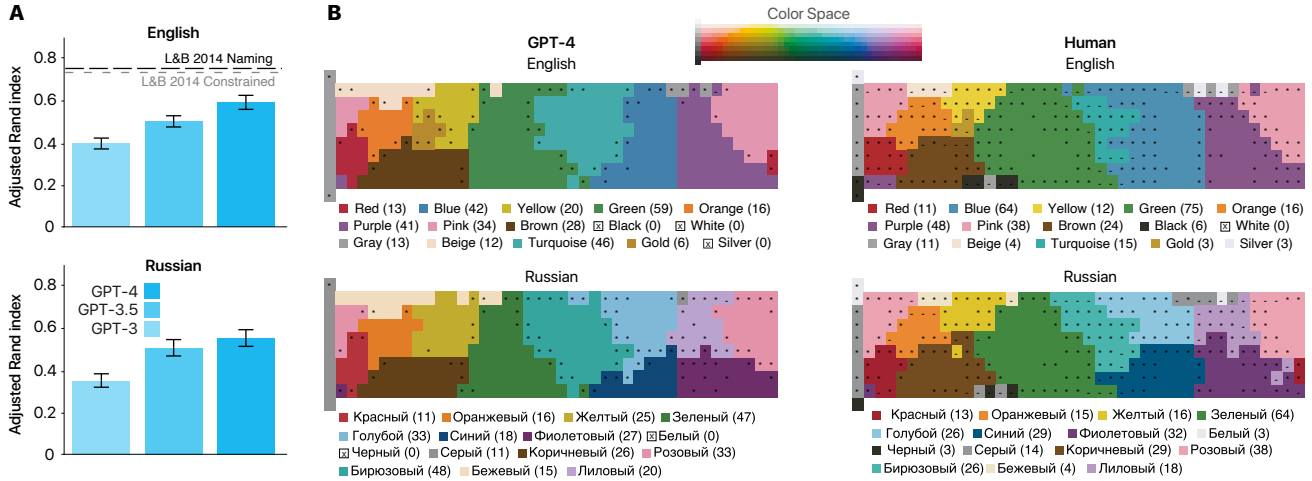 A
English
0.8
0.6
0.4
0.2
0
Adjusted Rand index
L&B 2014 Naming
L&B 2014 Constrained
Russian
0.8
0.6
0.4
0.2
0
Adjusted Rand index
GPT-4
GPT-3.5
GPT-3
B
Color Space
GPT-4
English
Red (13) Blue (42) Yellow (20) Green (59) Orange (16)
Purple (41) Pink (34) Brown (28) Black (0) White (0)
Gray (13) Beige (12) Turquoise (46) Gold (6) Silver (0)
Russian
Красный (11) Оранжевый (16) Желтый (25) Зеленый (47)
Голубой (33) Синий (18) Фиолетовый (27) Белый (0)
Черный (0) Серый (11) Коричневый (26) Розовый (33)
Бирюзовый (48) Бежевый (15) Лиловый (20)
Human
English
Red (11) Blue (64) Yellow (12) Green (75) Orange (16)
Purple (48) Pink (38) Brown (24) Black (6) White (0)
Gray (11) Beige (4) Turquoise (15) Gold (3) Silver (3)
Russian
Красный (13) Оранжевый (15) Желтый (16) Зеленый (64)
Голубой (26) Синий (29) Фиолетовый (32) Белый (3)
Черный (3) Серый (14) Коричневый (29) Розовый (38)
Бирюзовый (26) Бежевый (4) Лиловый (18)